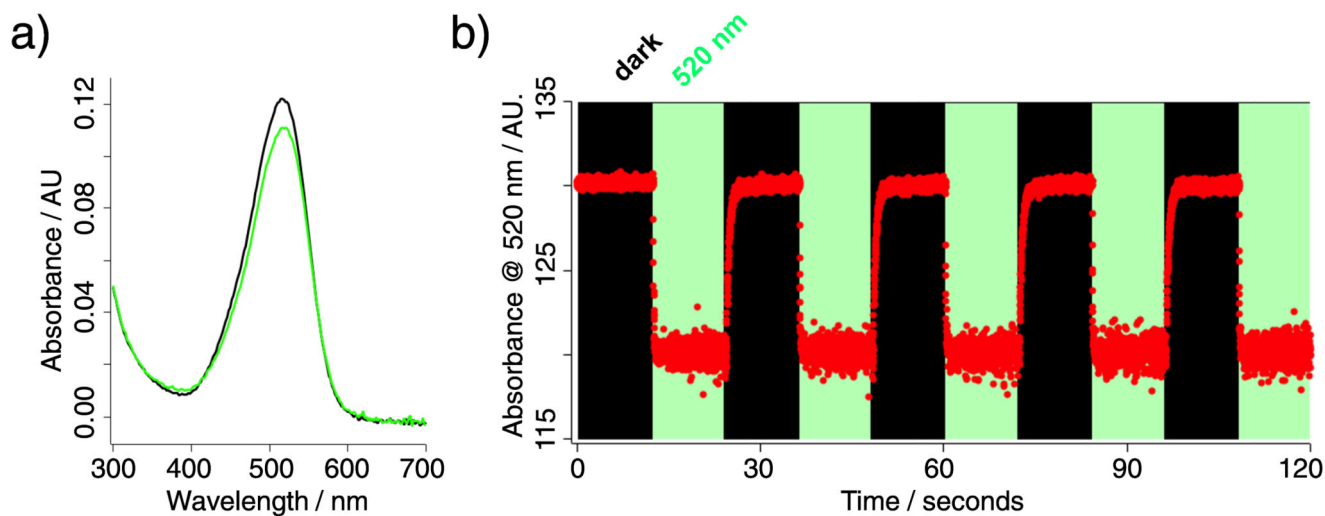 a)
Absorbance / AU
0.12
0.08
0.04
0.00
300
400
500
600
700
Wavelength / nm
b)
dark
520 nm
Absorbance @ 520 nm / AU.
135
125
115
0
30
60
90
120
Time / seconds